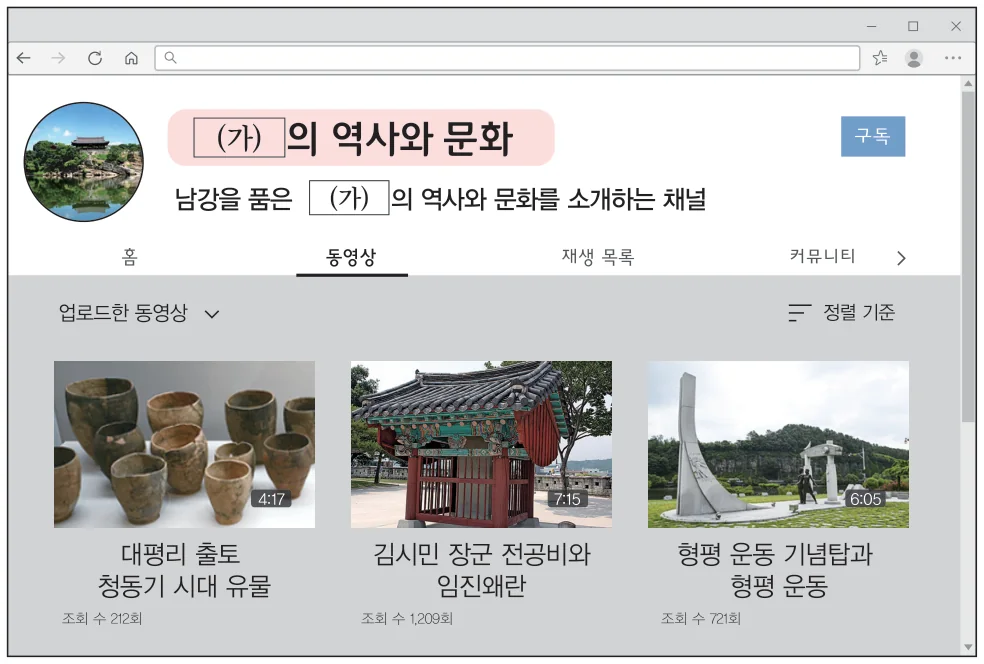 (가)의 역사와 문화
구독
남강을 품은 (가)의 역사와 문화를 소개하는 채널
홈 동영상 재생 목록 커뮤니티
업로드한 동영상 정렬 기준
4:17 7:15 6:05
대평리 출토
청동기 시대 유물
조회 수 212회
김시민 장군 전공비와
임진왜란
조회 수 1,209회
형평 운동 기념탑과
형평 운동
조회 수 721회